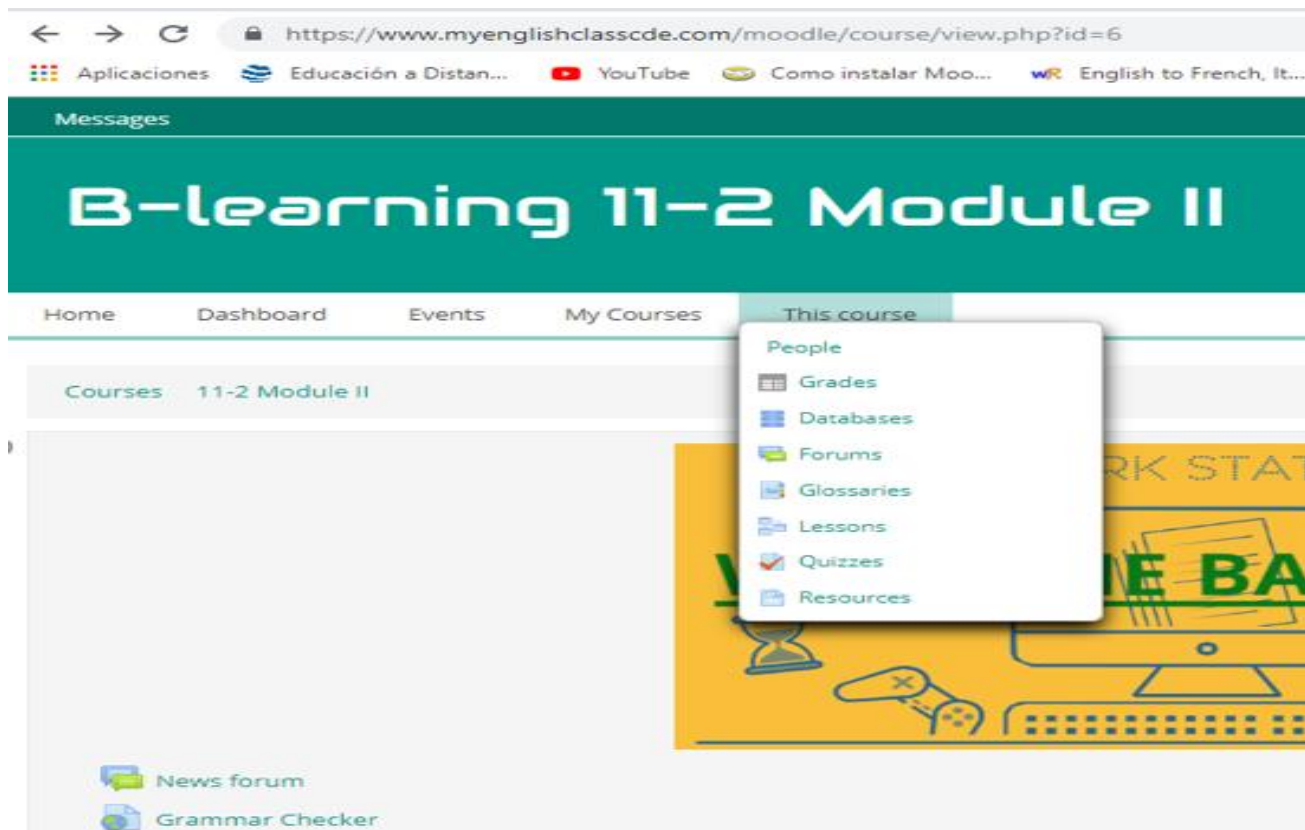 https://www.myenglishclasscde.com/moodle/course/view.php?id=6
Aplicaciones Educación a Distan... YouTube Como instalar Moo... WR English to French, It...
Messages
B-learning 11-2 Module II
Home Dashboard Events My Courses This course
People
Courses 11-2 Module II
Grades
Databases
Forums
Glossaries
Lessons
Quizzes
Resources
News forum
Grammar Checker